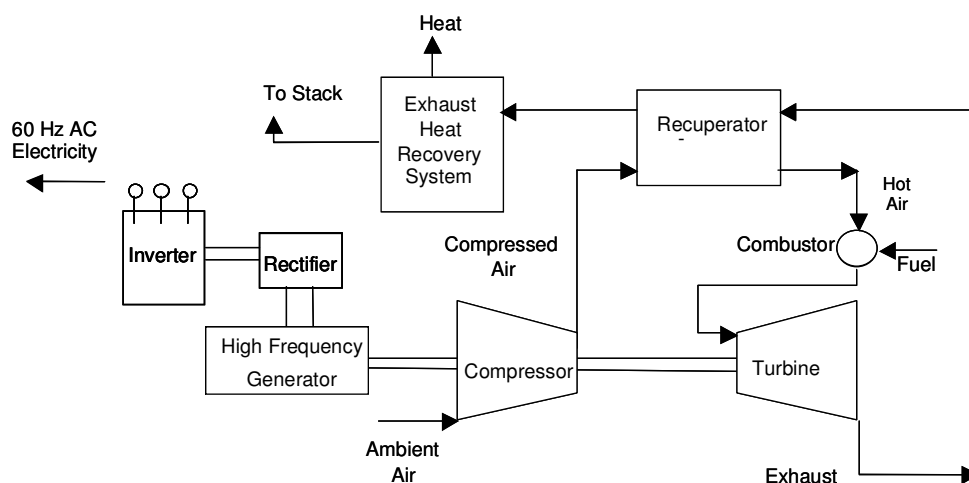 Heat
To Stack
Exhaust
Heat
Recovery
System
Recuperator
60 Hz AC
Electricity
Hot
Air
Inverter
Rectifier
Compressed
Air
Combustor
Fuel
High Frequency
Generator
Compressor
Turbine
Ambient
Air
Exhaust